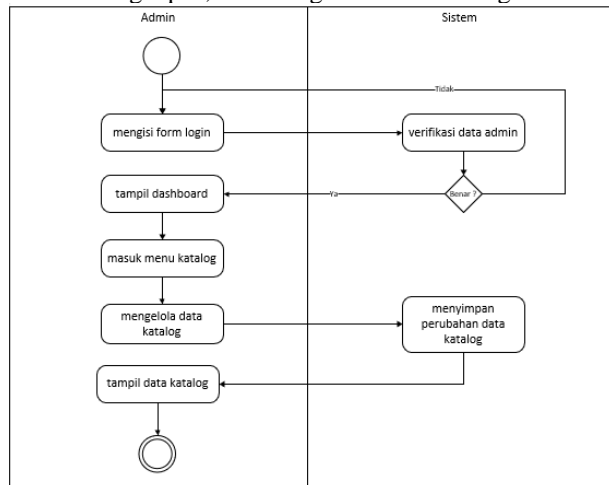 Admin
Sistem
Tidak
mengisi form login
verifikasi data admin
tampil dashboard
Ya
Benar ?
masuk menu katalog
mengelola data
katalog
menyimpan
perubahan data
katalog
tampil data katalog